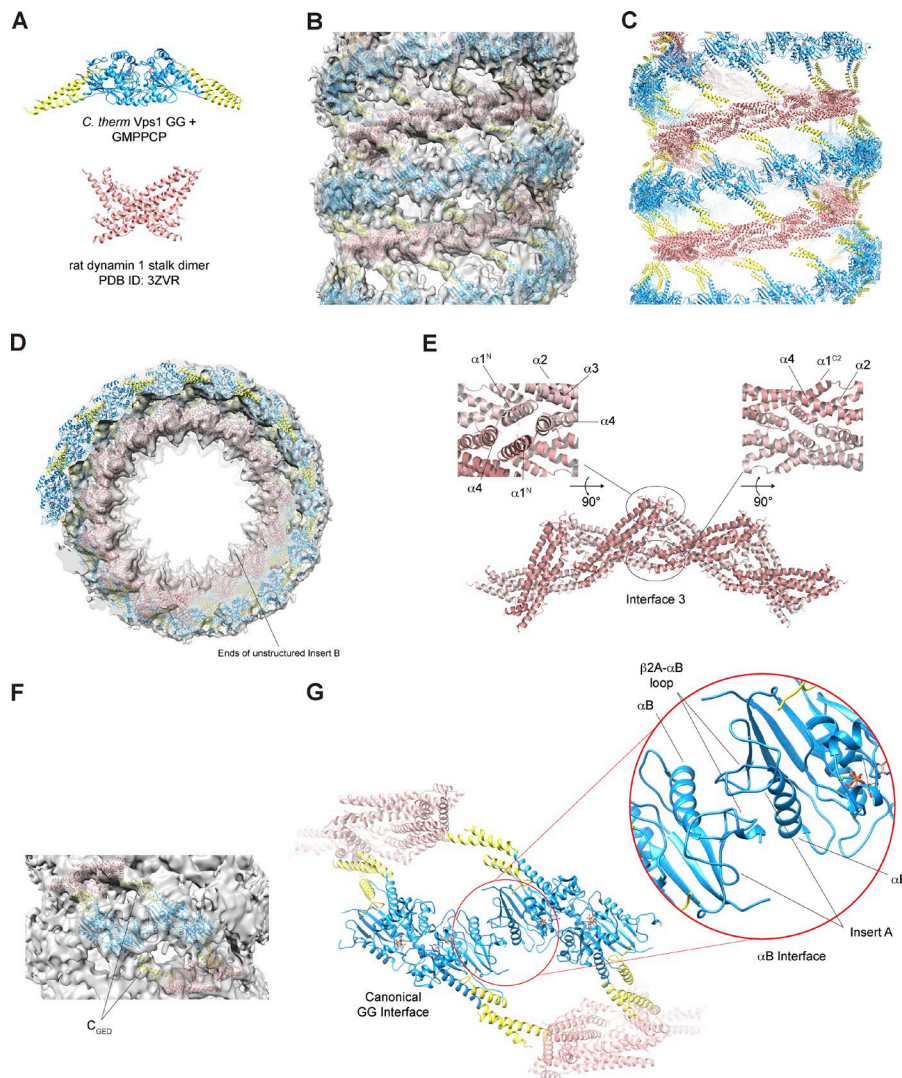 A
C. therm Vps1 GG +
GMPPCP
rat dynamin 1 stalk dimer
PDB ID: 3ZVR
B
C
D
Ends of unstructured Insert B
E
α1ᴺ
α2
α3
α4
α4
α1ᴺ
90°
α4
α1ᶜ²
α2
90°
Interface 3
F
C_GED
G
β2A-αB
loop
αB
αB
Insert A
αB Interface
Canonical
GG Interface